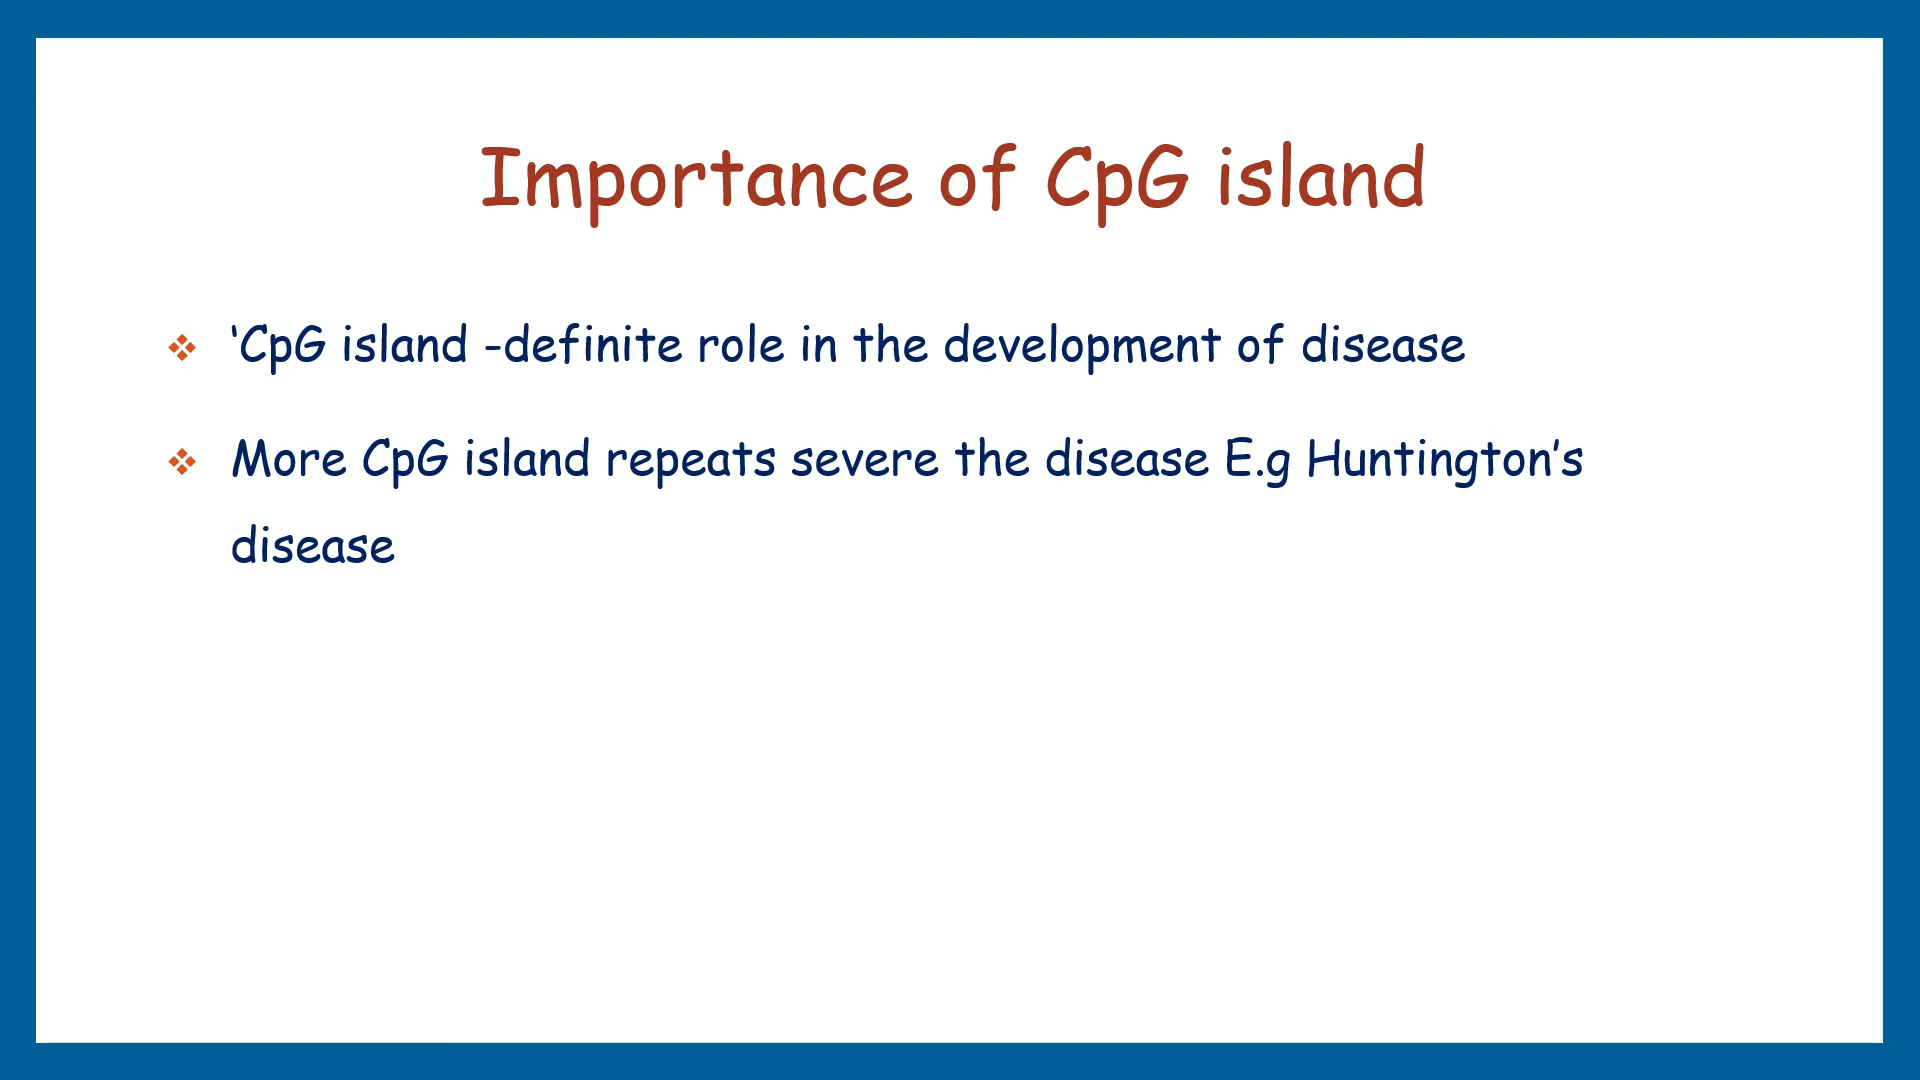 Importance of CpG island
❖ ‘CpG island -definite role in the development of disease
❖ More CpG island repeats severe the disease E.g Huntington’s
disease